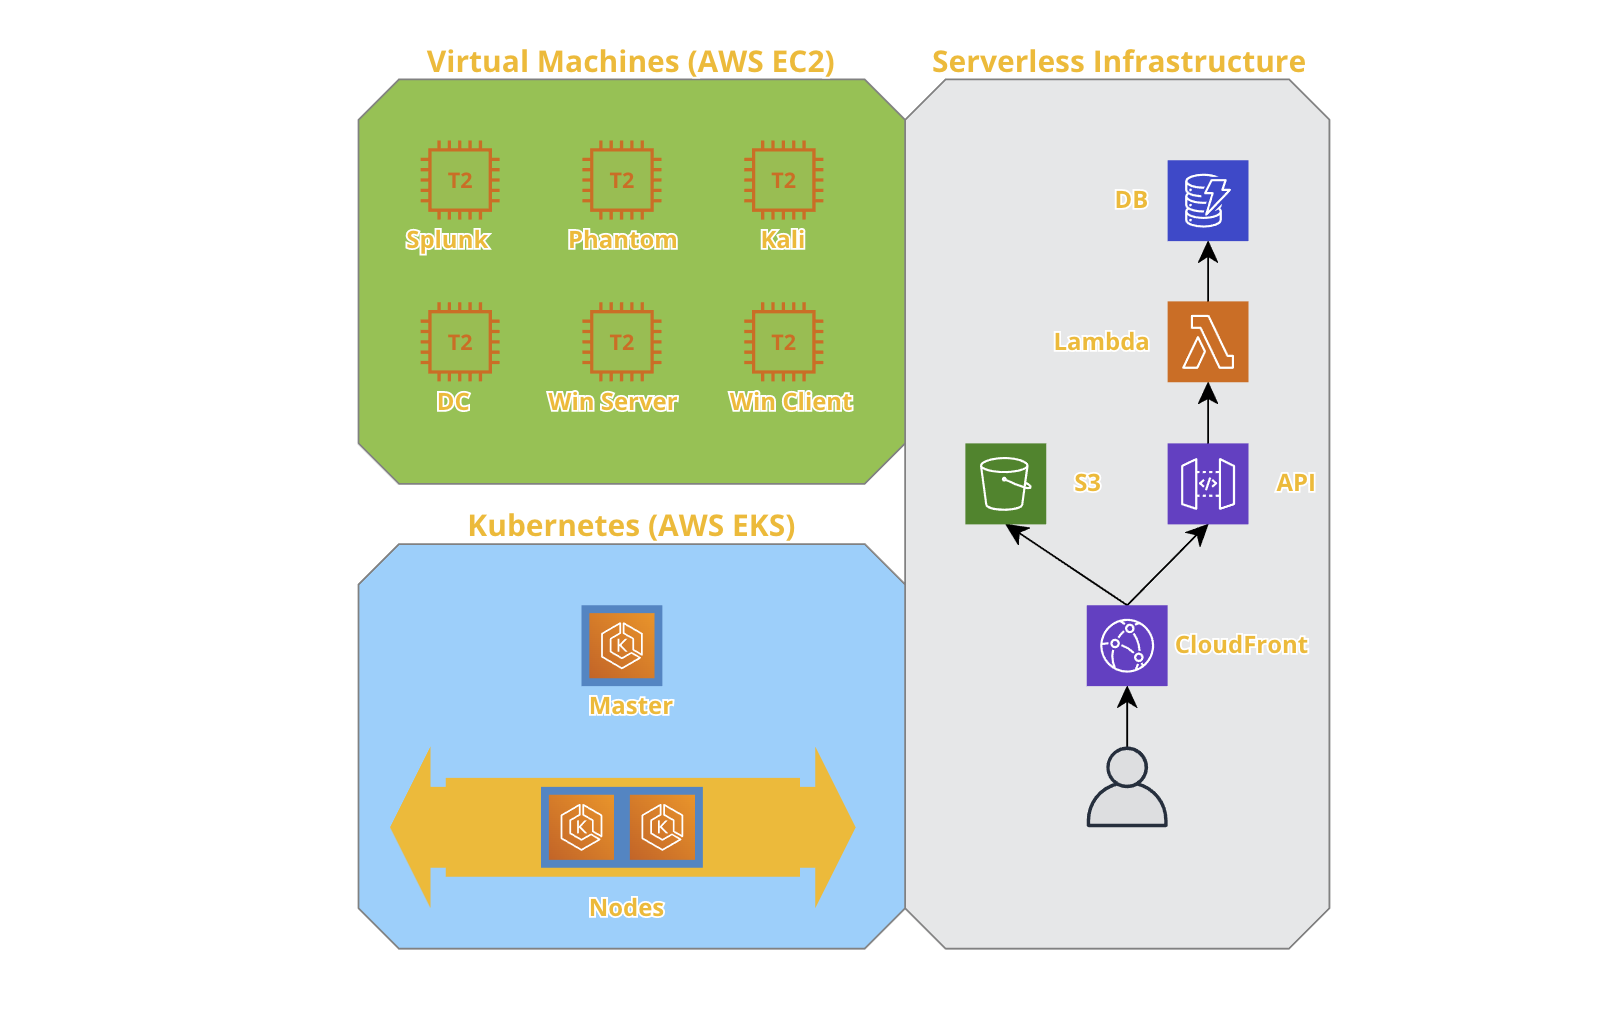 Virtual Machines (AWS EC2)
T2
T2
T2
Splunk
Phantom
Kali
T2
T2
T2
DC
Win Server
Win Client
Kubernetes (AWS EKS)
K
Master
K
K
Nodes
Serverless Infrastructure
DB
Lambda
S3
</>
API
CloudFront